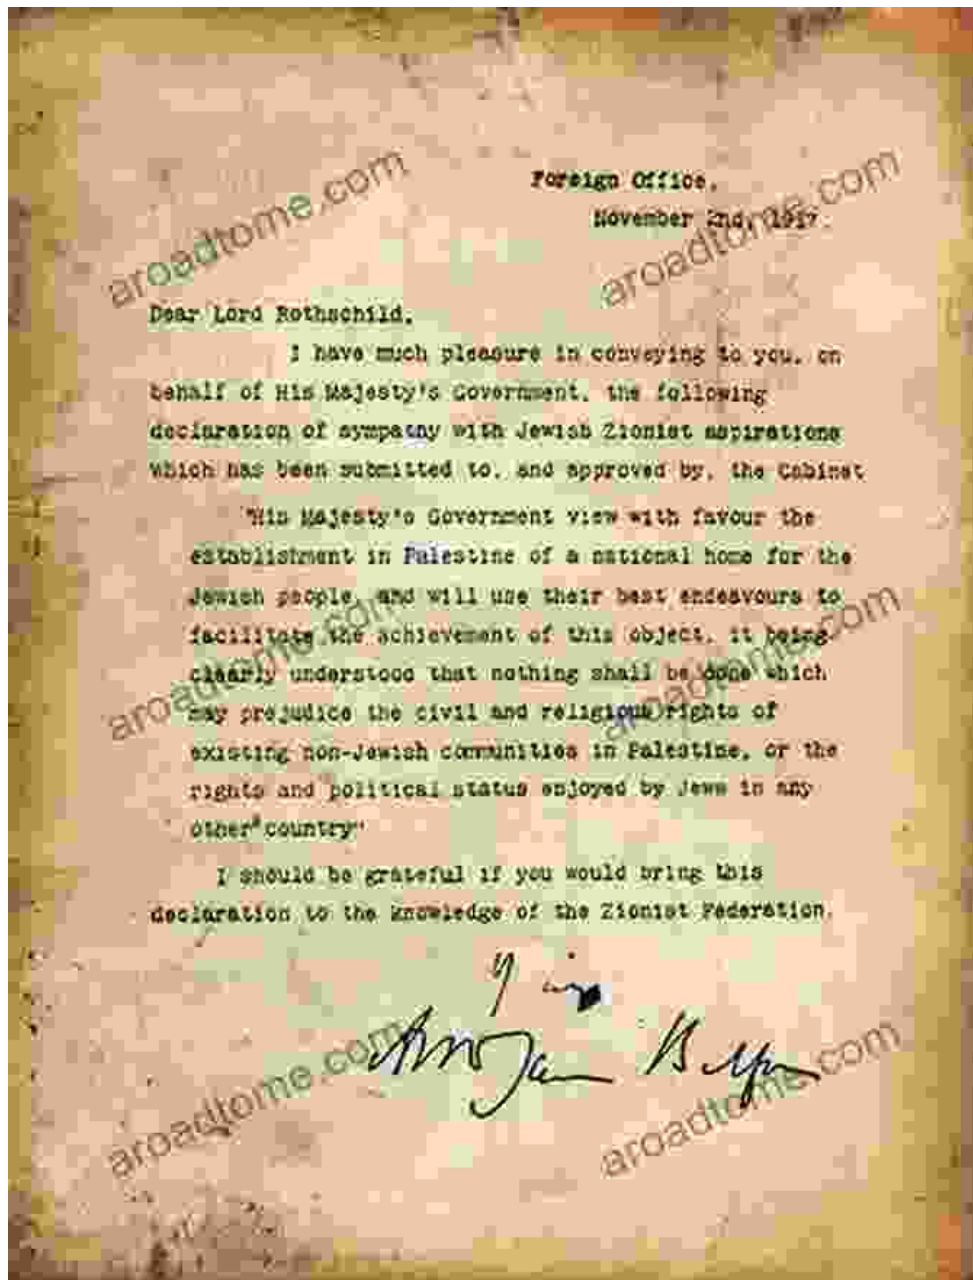 Foreign Office,
November 2nd, 1917.
Dear Lord Rothschild,
I have much pleasure in conveying to you, on
behalf of His Majesty's Government, the following
declaration of sympathy with Jewish Zionist aspirations
which has been submitted to, and approved by, the Cabinet
"His Majesty's Government view with favour the
establishment in Palestine of a national home for the
Jewish people, and will use their best endeavours to
facilitate the achievement of this object, it being
clearly understood that nothing shall be done which
may prejudice the civil and religious rights of
existing non-Jewish communities in Palestine, or the
rights and political status enjoyed by Jews in any
other country"
I should be grateful if you would bring this
declaration to the knowledge of the Zionist Federation.
aroadtome.com
aroadtome.com
aroadtome.com
aroadtome.com
aroadtome.com
aroadtome.com